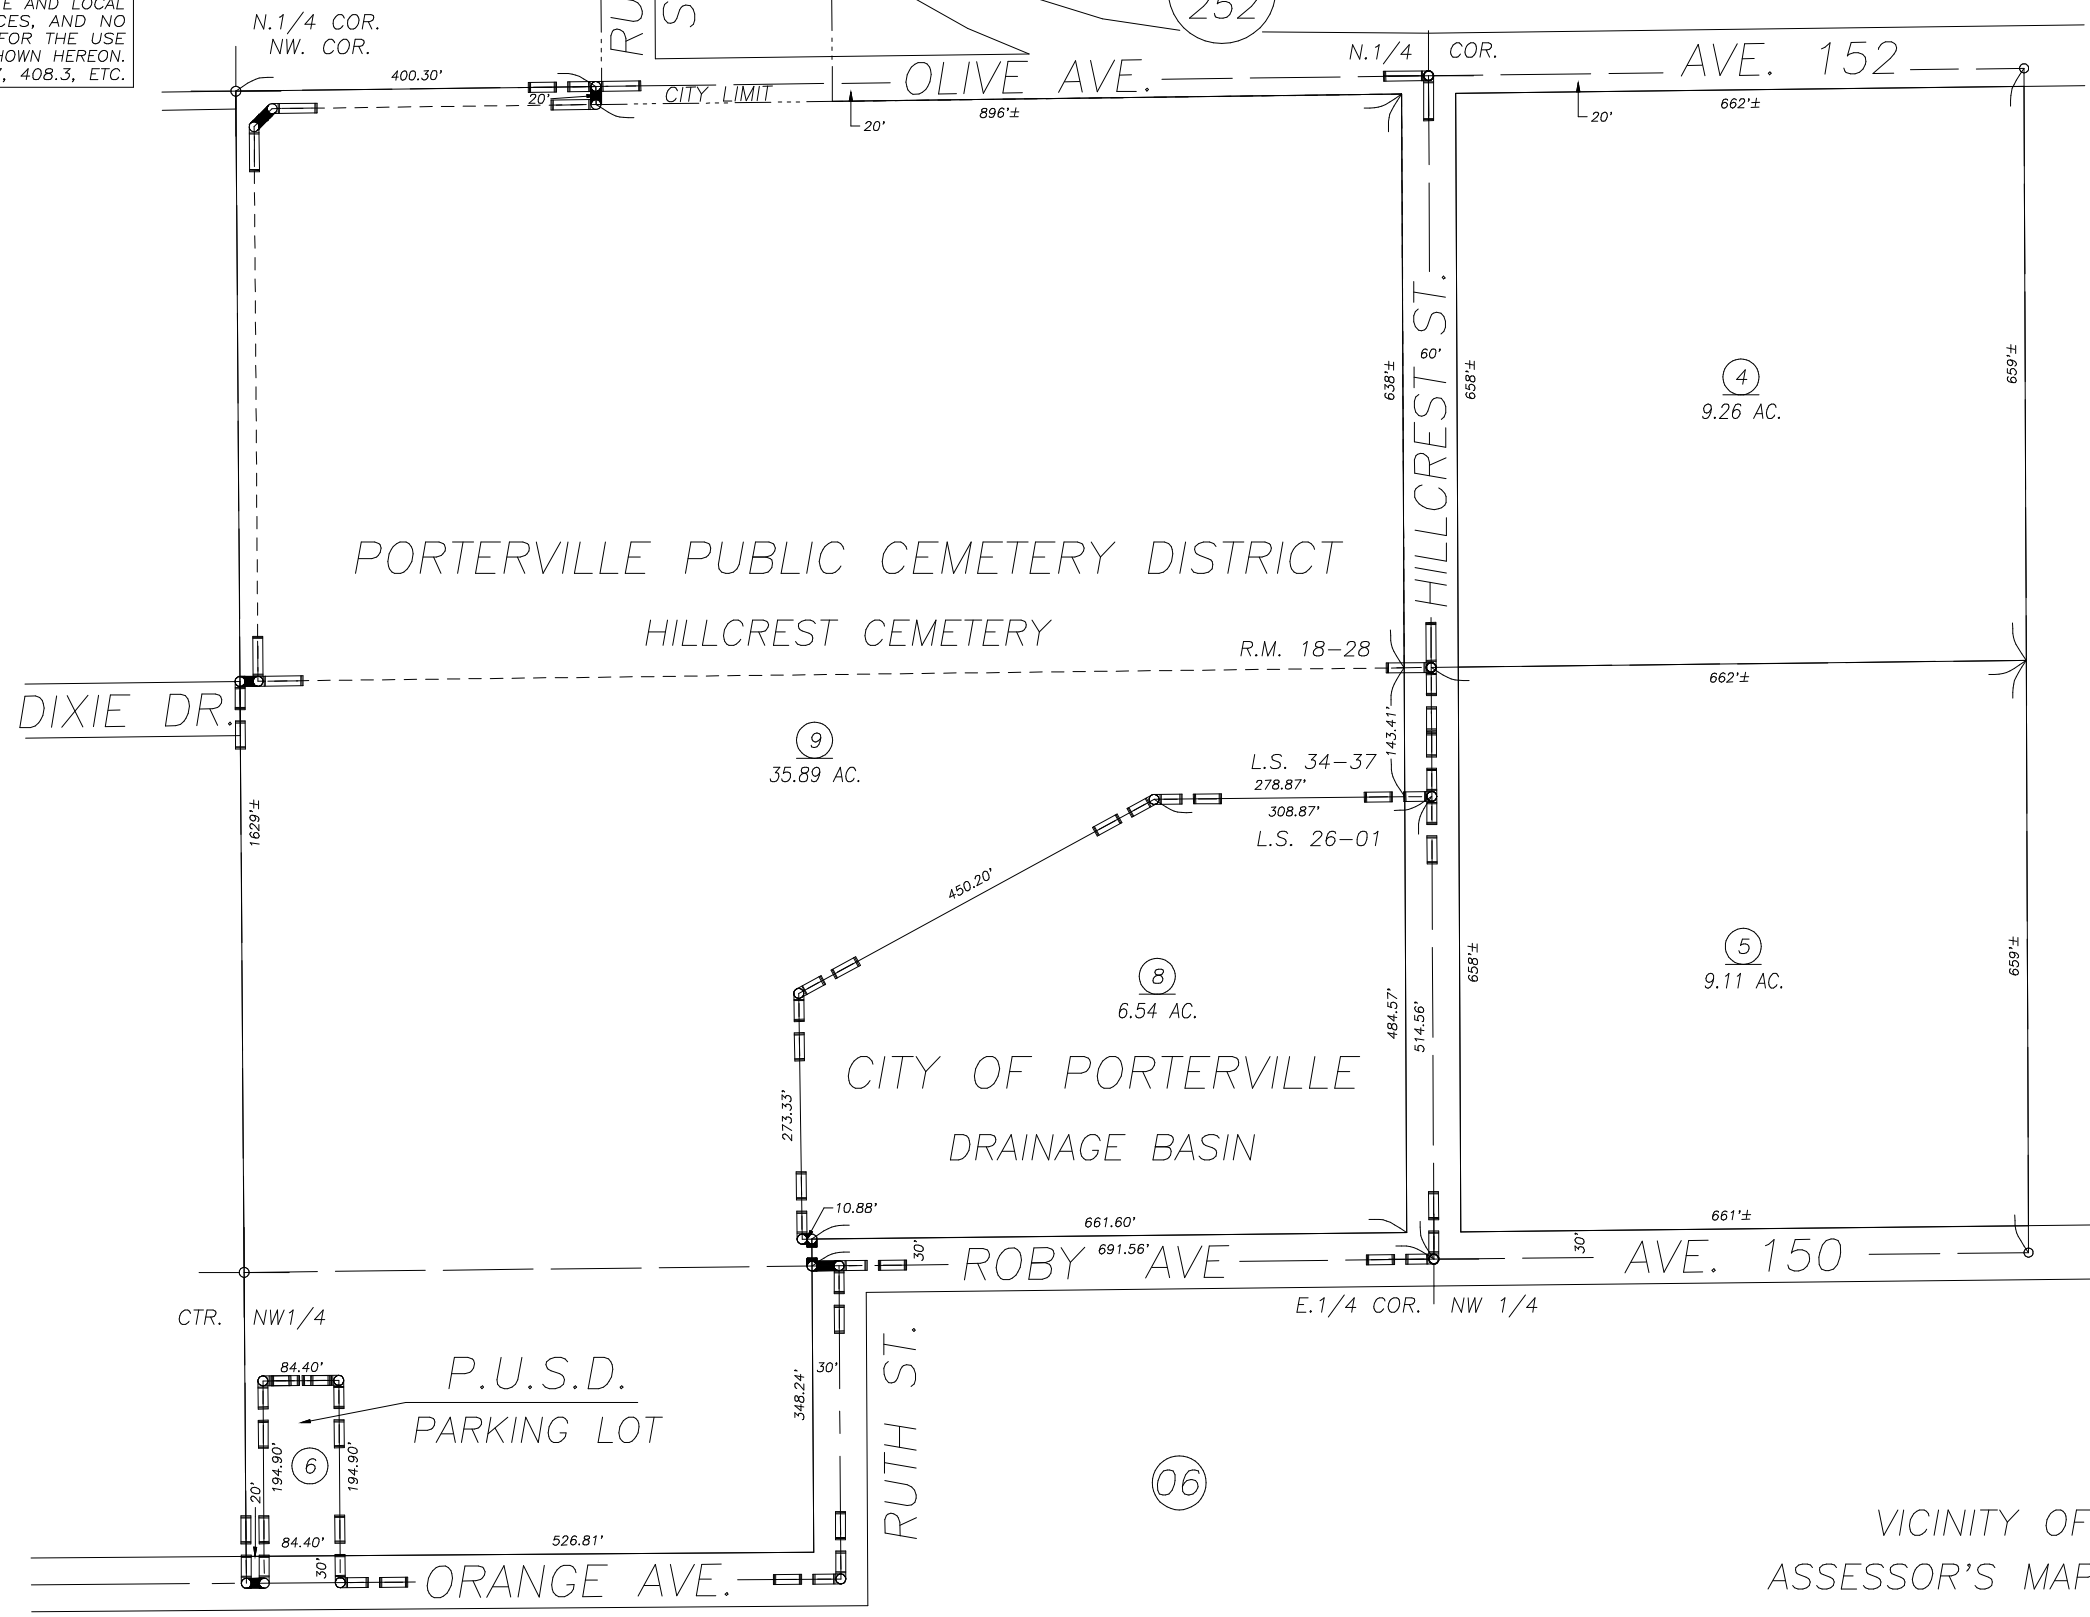 E AND LOCAL
CES, AND NO
FOR THE USE
HOWN HEREON.
408.3, ETC.
N.1/4 COR.
NW. COR.
RU
S
252
400.30'
20'
CITY LIMIT
OLIVE AVE.
896'±
20'
N.1/4 COR.
AVE. 152
662'±
20'
HILLCREST ST.
60'
638'±
658'±
659'±
4
9.26 AC.
PORTERVILLE PUBLIC CEMETERY DISTRICT
HILLCREST CEMETERY
R.M. 18-28
662'±
DIXIE DR.
9
35.89 AC.
143.41'
L.S. 34-37
278.87'
308.87'
L.S. 26-01
1629'±
450.20'
5
9.11 AC.
658'±
659'±
8
6.54 AC.
484.57'
514.56'
CITY OF PORTERVILLE
DRAINAGE BASIN
273.33'
10.88'
661.60'
691.56'
30'
ROBY AVE
661'±
30'
AVE. 150
CTR. NW1/4
E.1/4 COR. NW 1/4
84.40'
P.U.S.D.
PARKING LOT
30'
348.24'
RUTH ST.
194.90'
6
194.90'
20'
84.40'
30'
526.81'
ORANGE AVE.
06
VICINITY OF
ASSESSOR'S MAP